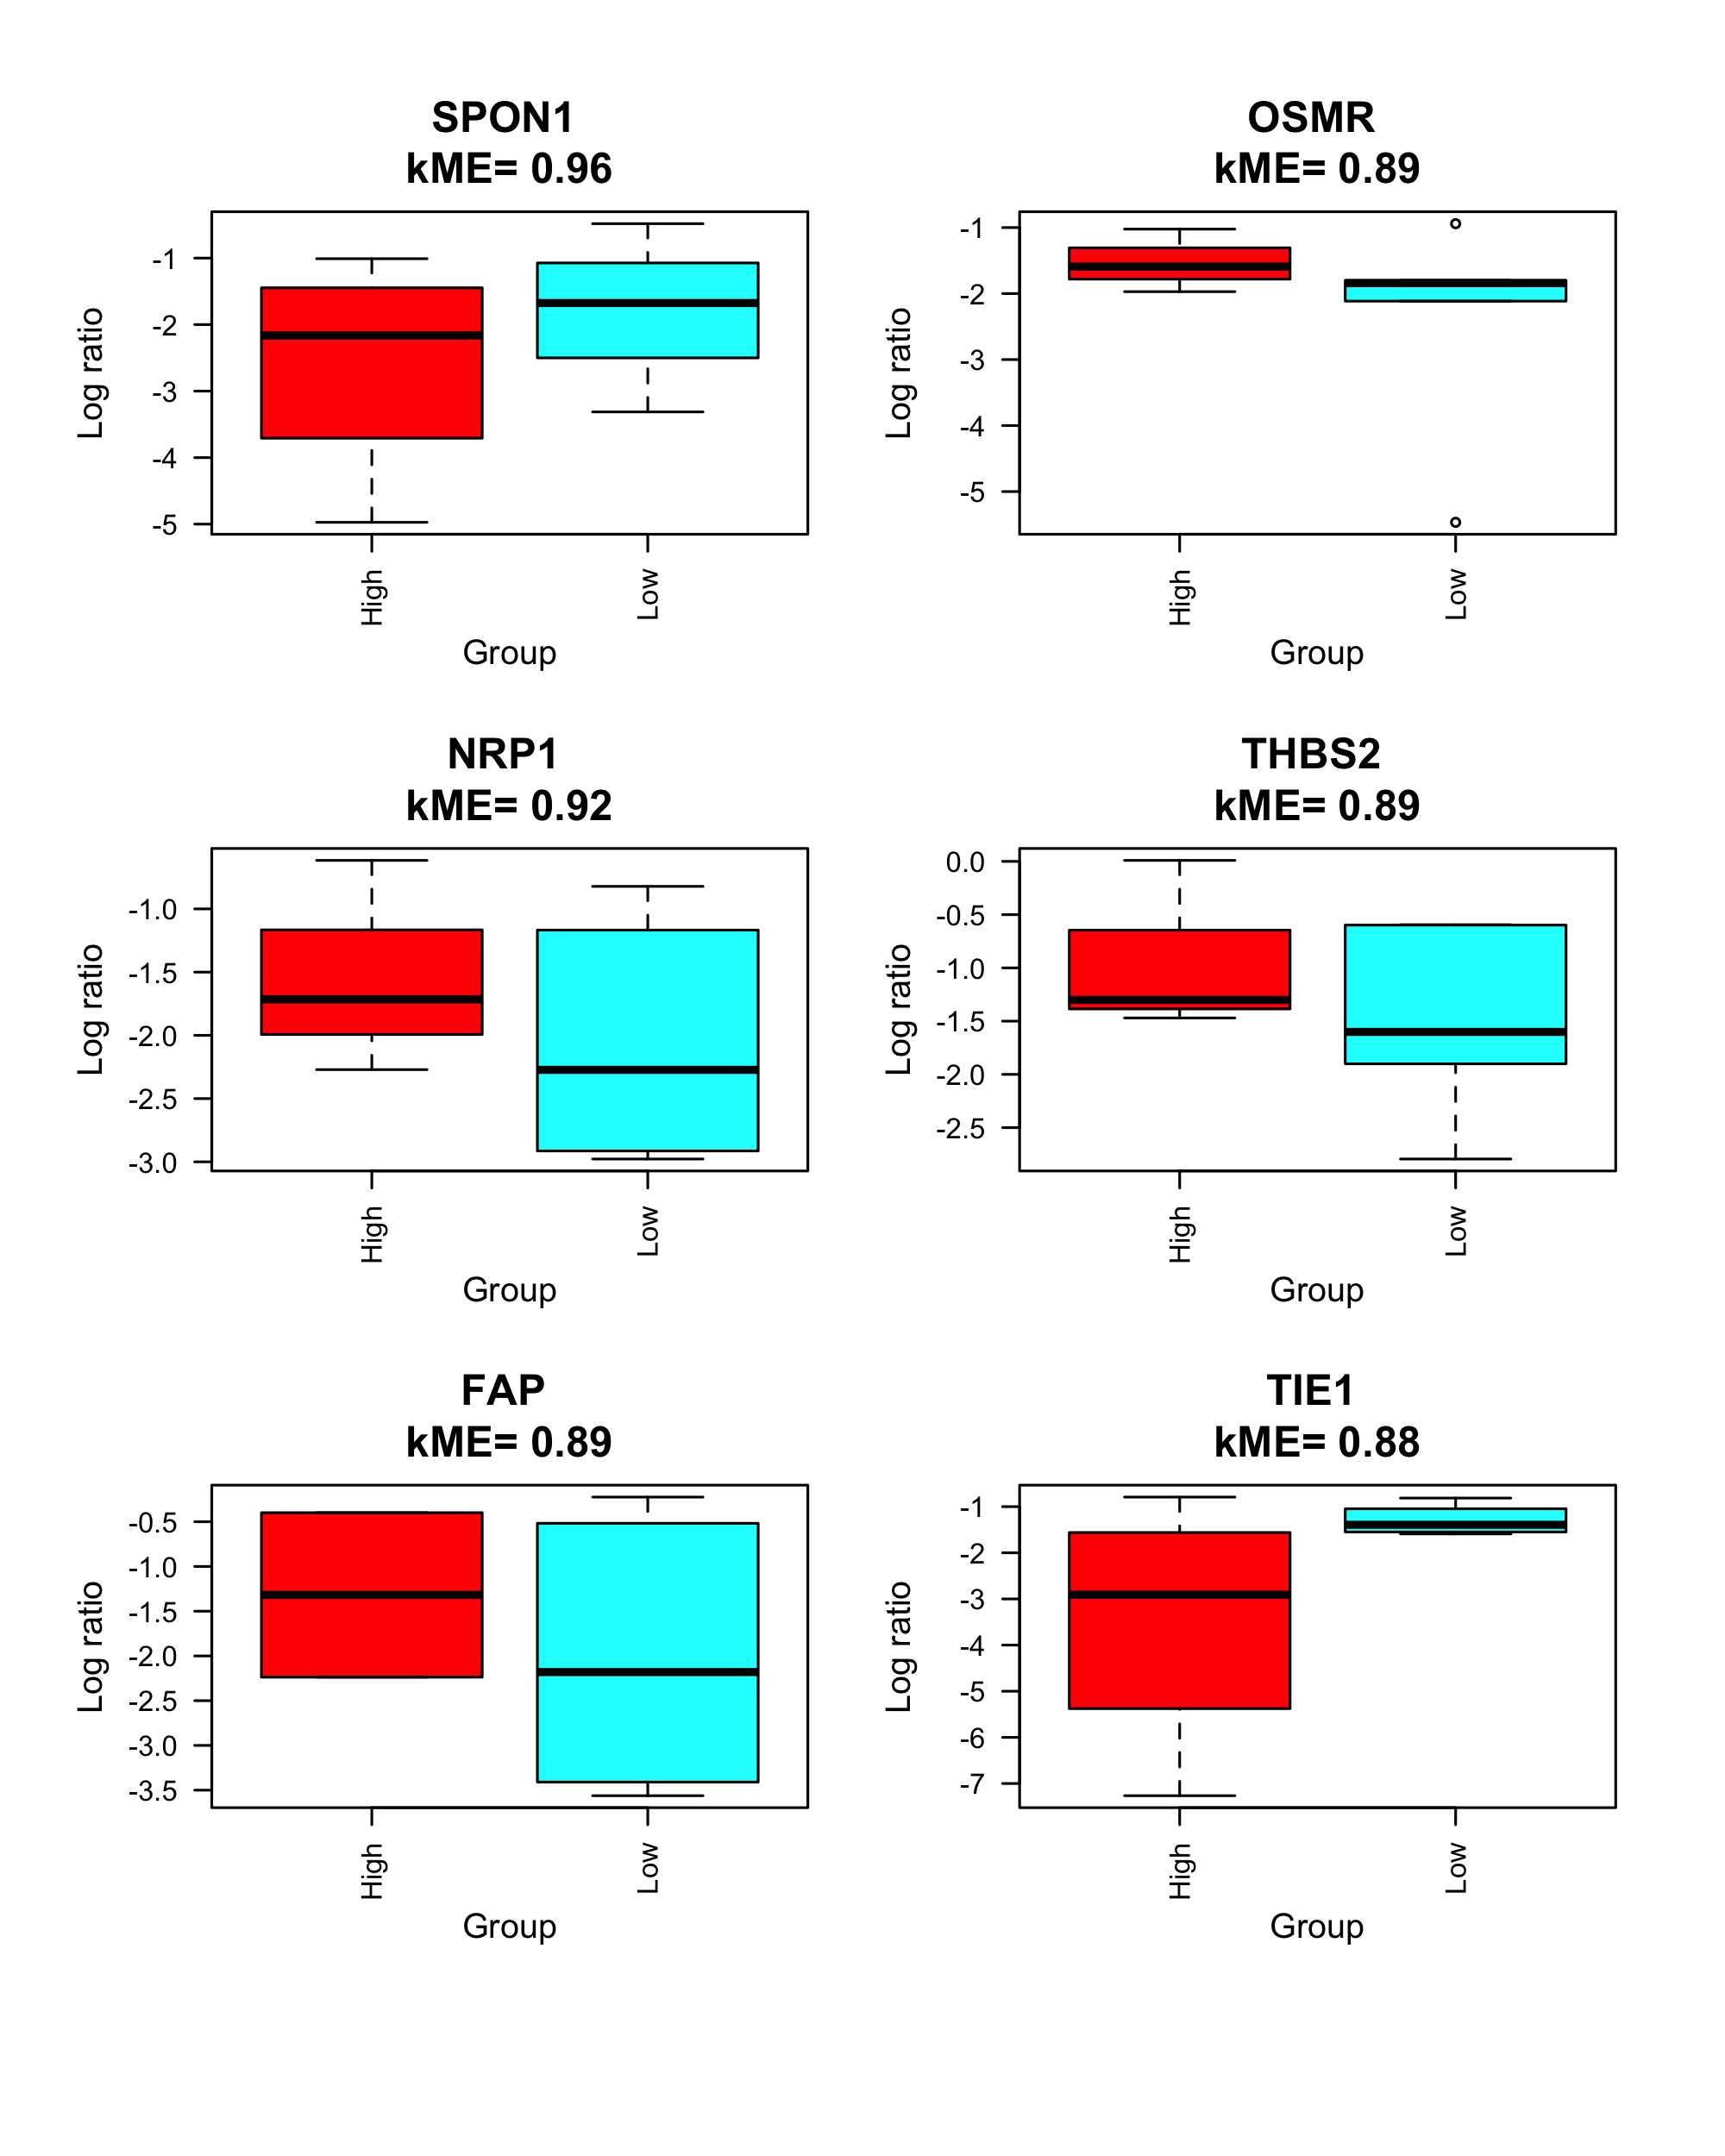 SPON1
kME= 0.96
Log ratio
-1
-2
-3
-4
-5
High
Low
Group
OSMR
kME= 0.89
Log ratio
-1
-2
-3
-4
-5
High
Low
Group
NRP1
kME= 0.92
Log ratio
-1.0
-1.5
-2.0
-2.5
-3.0
High
Low
Group
THBS2
kME= 0.89
Log ratio
0.0
-0.5
-1.0
-1.5
-2.0
-2.5
High
Low
Group
FAP
kME= 0.89
Log ratio
-0.5
-1.0
-1.5
-2.0
-2.5
-3.0
-3.5
High
Low
Group
TIE1
kME= 0.88
Log ratio
-1
-2
-3
-4
-5
-6
-7
High
Low
Group